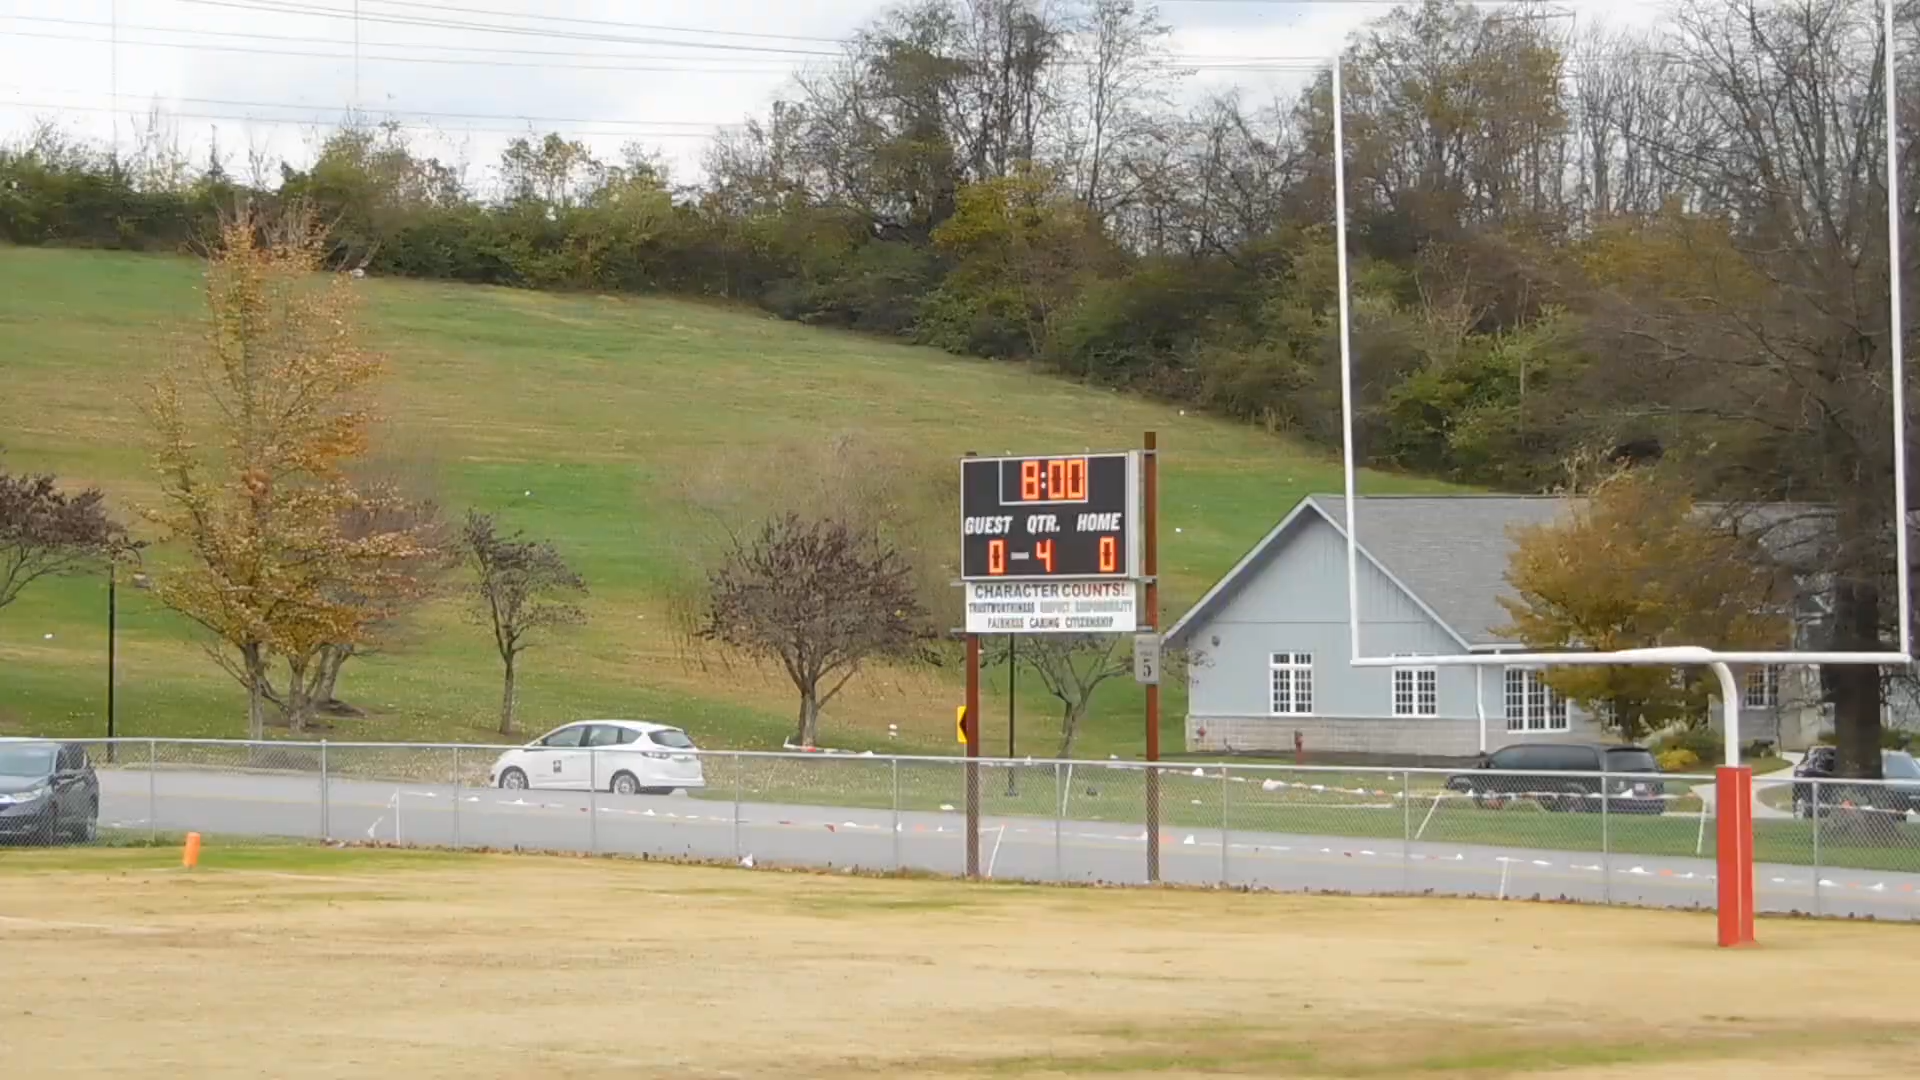 8:00
GUEST QTR. HOME
0 - 4 0
CHARACTER COUNTS!
TRUSTWORTHINESS RESPECT RESPONSIBILITY
FAIRNESS CARING CITIZENSHIP
5